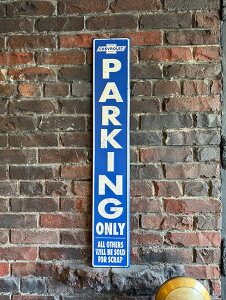 CHEVROLET
PARKING
ONLY
ALL OTHERS
WILL BE SOLD
FOR SCRAP